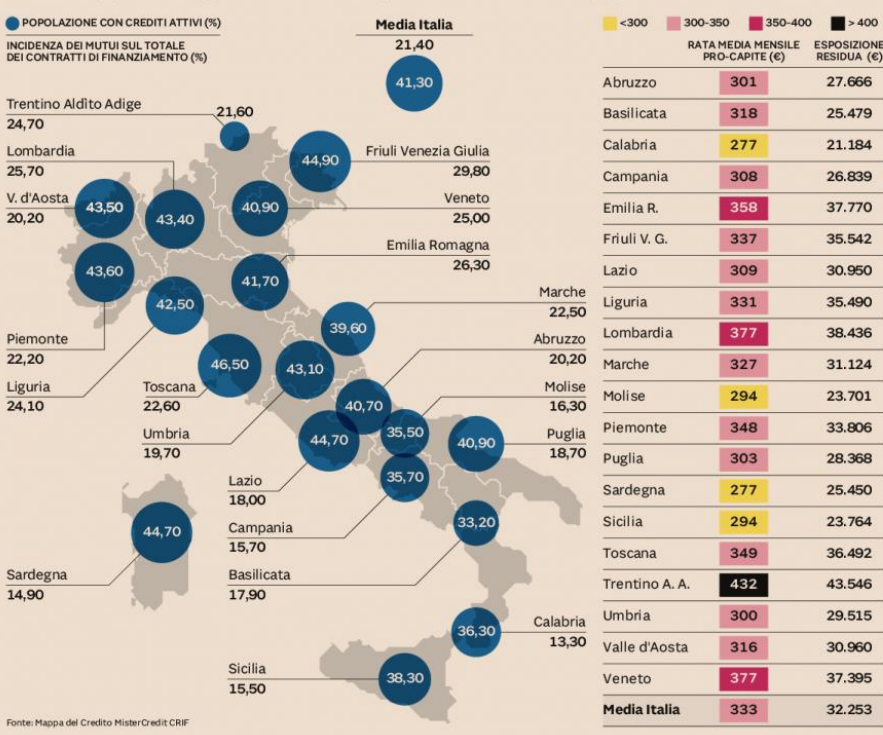 POPOLAZIONE CON CREDITI ATTIVI (%)
INCIDENZA DEI MUTUI SUL TOTALE
DEI CONTRATTI DI FINANZIAMENTO (%)
Media Italia
21,40
41,30
Trentino Aldìto Adige
24,70
21,60
Lombardia
25,70
43,40
V. d'Aosta
20,20
43,50
44,90
Friuli Venezia Giulia
29,80
40,90
Veneto
25,00
Emilia Romagna
26,30
41,70
43,60
Piemonte
22,20
42,50
Liguria
24,10
39,60
Marche
22,50
46,50
Toscana
22,60
43,10
Umbria
19,70
40,70
Abruzzo
20,20
35,50
Molise
16,30
44,70
Lazio
18,00
40,90
Puglia
18,70
35,70
Campania
15,70
33,20
Basilicata
17,90
44,70
Sardegna
14,90
36,30
Calabria
13,30
38,30
Sicilia
15,50
Fonte: Mappa del Credito MisterCredit CRIF
<300 300-350 350-400 >400
RATA MEDIA MENSILE ESPOSIZIONE
PRO-CAPITE (€) RESIDUA (€)
Abruzzo 301 27.666
Basilicata 318 25.479
Calabria 277 21.184
Campania 308 26.839
Emilia R. 358 37.770
Friuli V. G. 337 35.542
Lazio 309 30.950
Liguria 331 35.490
Lombardia 377 38.436
Marche 327 31.124
Molise 294 23.701
Piemonte 348 33.806
Puglia 303 28.368
Sardegna 277 25.450
Sicilia 294 23.764
Toscana 349 36.492
Trentino A. A. 432 43.546
Umbria 300 29.515
Valle d'Aosta 316 30.960
Veneto 377 37.395
Media Italia 333 32.253